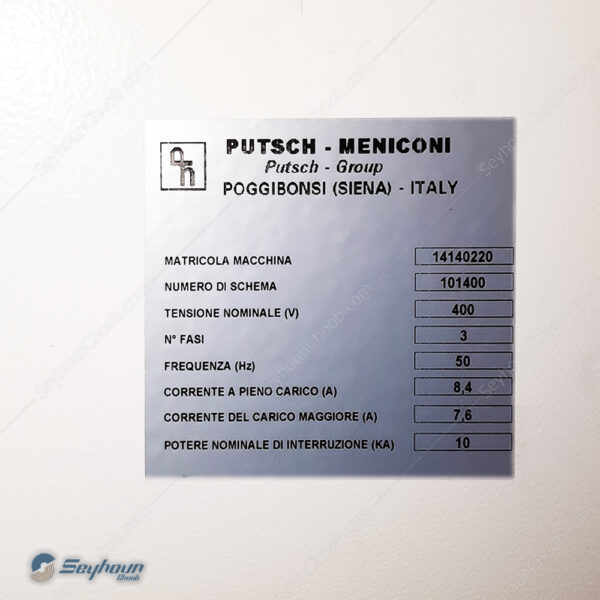 PUTSCH - MENICONI
Putsch - Group
POGGIBONSI (SIENA) - ITALY
MATRICOLA MACCHINA 14140220
NUMERO DI SCHEMA 101400
TENSIONE NOMINALE (V) 400
N° FASI 3
FREQUENZA (Hz) 50
CORRENTE A PIENO CARICO (A) 8,4
CORRENTE DEL CARICO MAGGIORE (A) 7,6
POTERE NOMINALE DI INTERRUZIONE (KA) 10
Seyhoun
Choob
SeyhounChoob.com